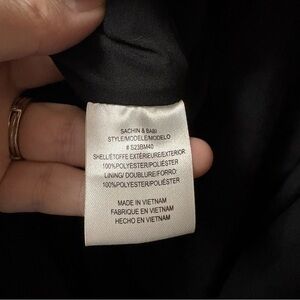 SACHIN & BABI
STYLE/MODELE/MODELO
# S23BM40
SHELL/ETOFFE EXTÉRIEURE/EXTERIOR
100%POLYESTER/POLIÉSTER
LINING/ DOUBLURE/FORRO:
100%POLYESTER/POLIÉSTER
MADE IN VIETNAM
FABRIQUE EN VIETNAM
HECHO EN VIETNAM